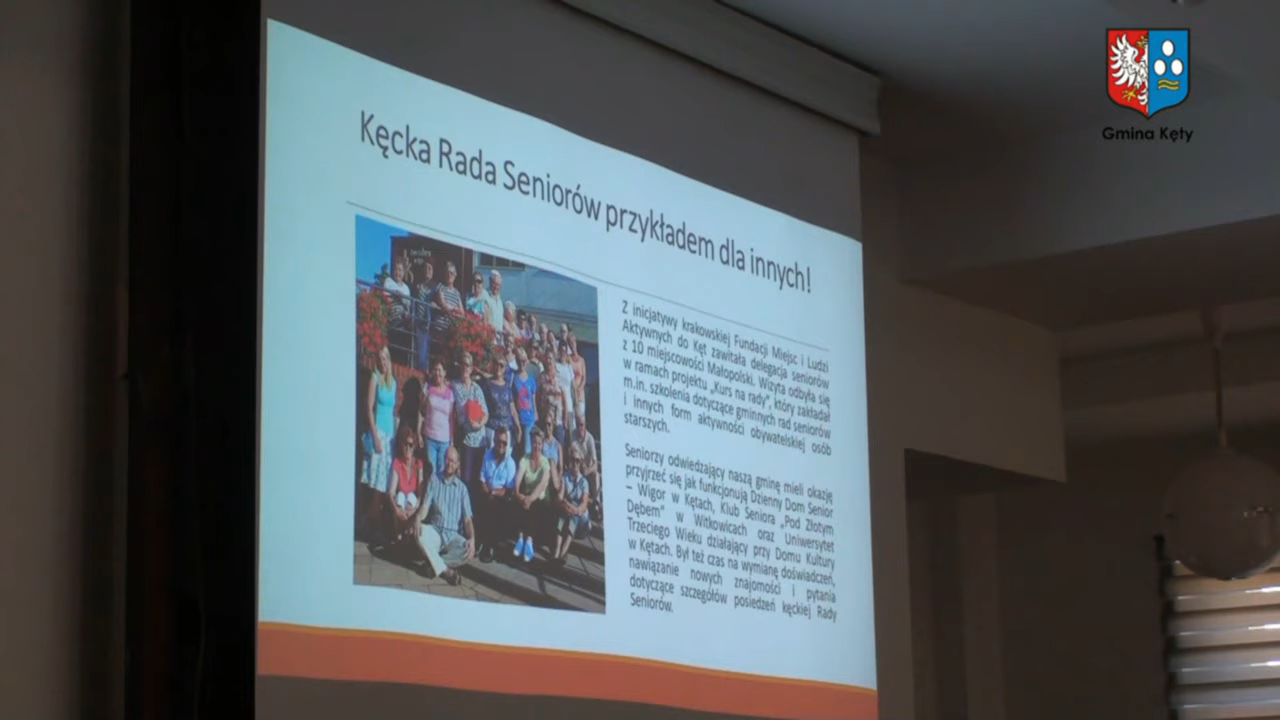 Gmina Kęty
Kęcka Rada Seniorów przykładem dla innych!
Z inicjatywy krakowskiej Fundacji Miejsc i Ludzi
Aktywnych do Kęt zawitała delegacja seniorów
z 10 miejscowości Małopolski. Wizyta odbyła się
w ramach projektu „Kurs na rady", który zakładał
m.in. szkolenia dotyczące gminnych rad seniorów
i innych form aktywności obywatelskiej osób
starszych.
Seniorzy odwiedzający naszą gminę mieli okazję
przyjrzeć się jak funkcjonują Dzienny Dom Senior
– Wigor w Kętach, Klub Seniora „Pod Złotym
Dębem" w Witkowicach oraz Uniwersytet
Trzeciego Wieku działający przy Domu Kultury
w Kętach. Był też czas na wymianę doświadczeń,
nawiązanie nowych znajomości i pytania
dotyczące szczegółów posiedzeń kęckiej Rady
Seniorów.